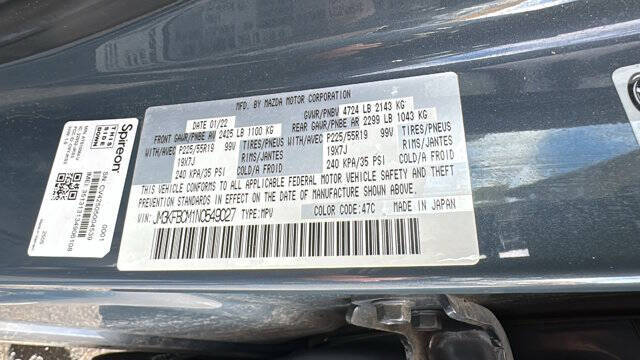 MFD. BY MAZDA MOTOR CORPORATION
DATE 01/22
GVWR/PNBV 4724 LB 2143 KG
FRONT GAWR/PNBE AV 2425 LB 1100 KG
REAR GAWR/PNBE AR 2299 LB 1043 KG
WITH/AVEC P225/55R19 99V TIRES/PNEUS
19X7J RIMS/JANTES
240 KPA/35 PSI COLD/A FROID
WITH/AVEC P225/55R19 99V TIRES/PNEUS
19X7J RIMS/JANTES
240 KPA/35 PSI
THIS VEHICLE CONFORMS TO ALL APPLICABLE FEDERAL MOTOR VEHICLE SAFETY AND THEFT
IN EFFECT ON THE DATE OF MANUFACTURE SHOWN ABOVE.
VIN: JM3KFBCM1N0549027 TYPE: MPV
COLOR CODE: 47C
MADE IN JAPAN
Spireon
THIS
SIDE
DOWN
0001